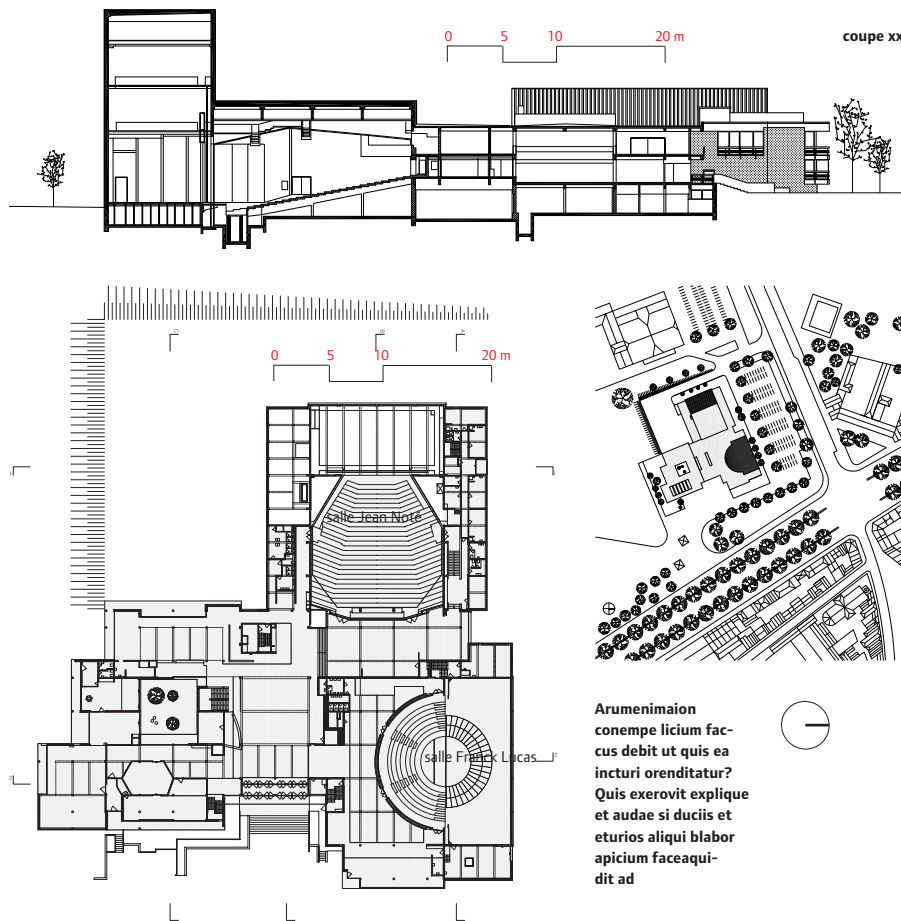 0 5 10 20 m
coupe xx
0 5 10 20 m
salle Jean Noté
salle Franck Lucas
Arumenimaion
conempe licium fac-
cus debit ut quis ea
incturi orenditatur?
Quis exerovit explique
et audae si duciis et
eturios aliqui blabor
apicium faceaqui-
dit ad